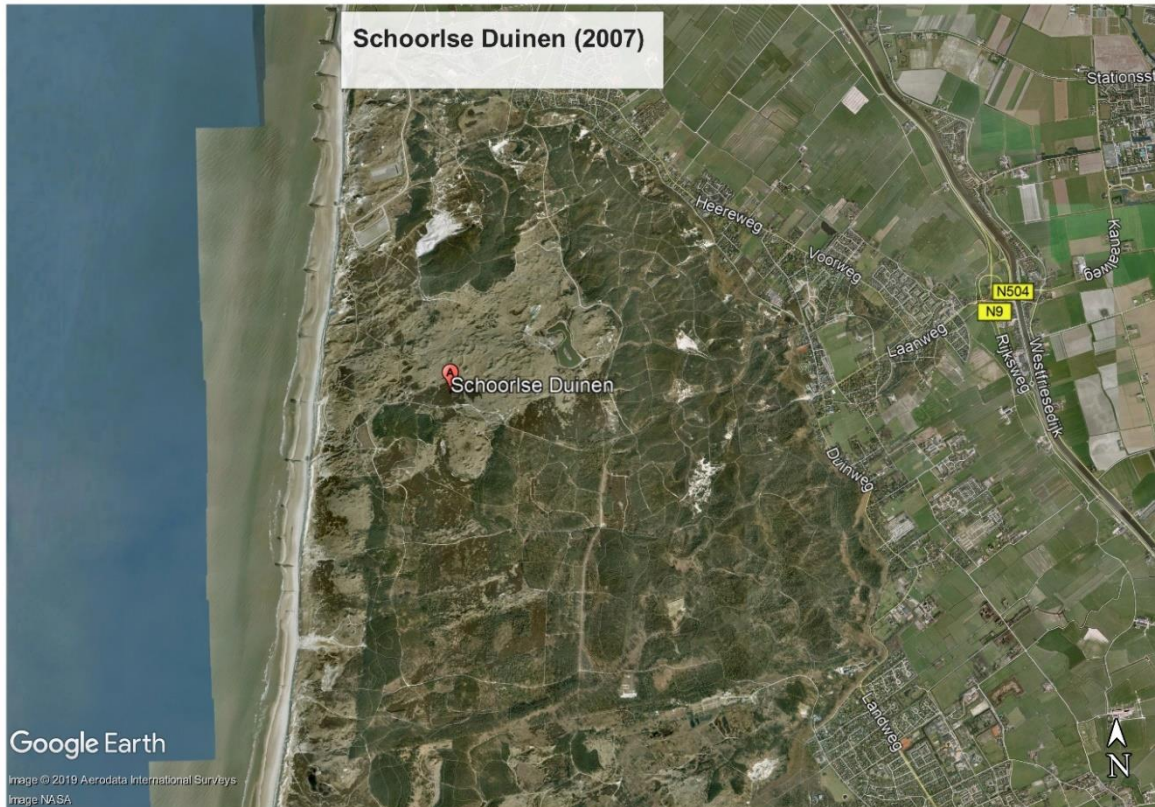 Schoorlse Duinen (2007)
Stationsst
Heereweg
Voorweg
Kanaalweg
N504
N9
Laanweg
Rijksweg
Westfriesedijk
A
Schoorlse Duinen
Duinweg
Landweg
Google Earth
N
Image © 2019 Aerodata International Surveys
Image NASA